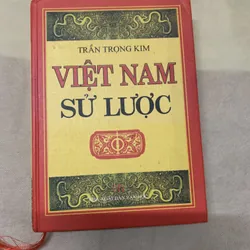 TRẦN TRỌNG KIM
VIỆT NAM
SỬ LƯỢC